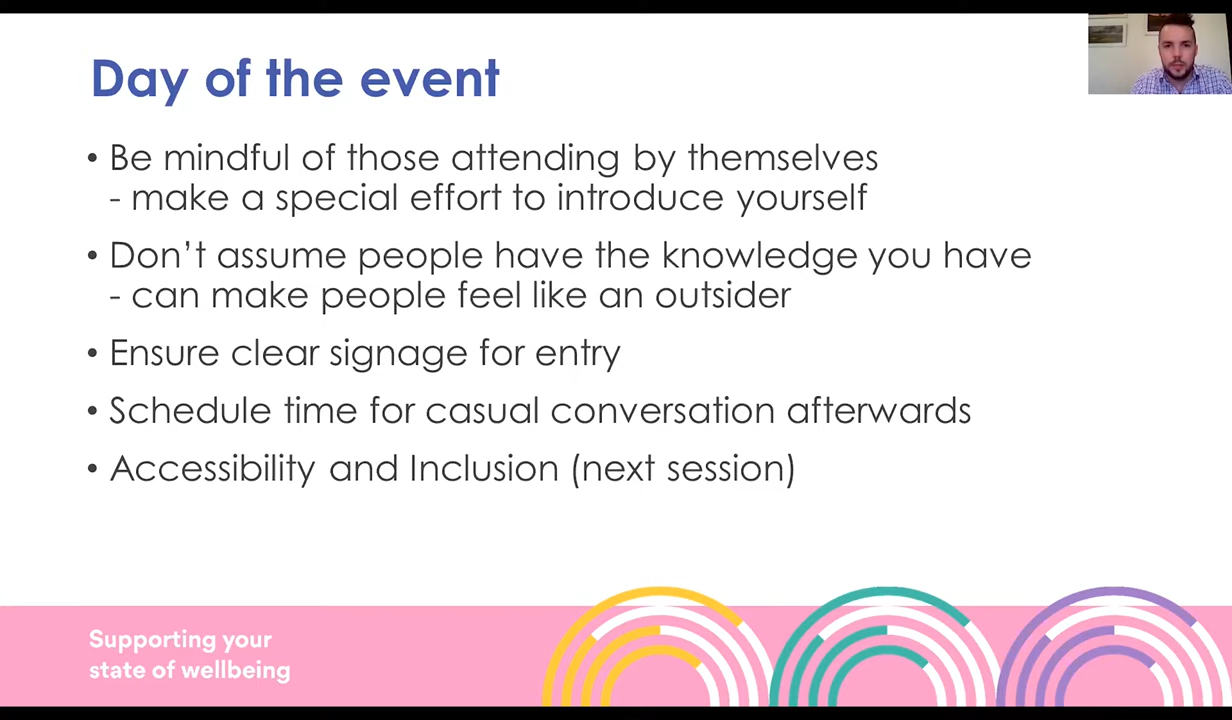 Day of the event
• Be mindful of those attending by themselves
- make a special effort to introduce yourself
• Don’t assume people have the knowledge you have
- can make people feel like an outsider
• Ensure clear signage for entry
• Schedule time for casual conversation afterwards
• Accessibility and Inclusion (next session)
Supporting your
state of wellbeing